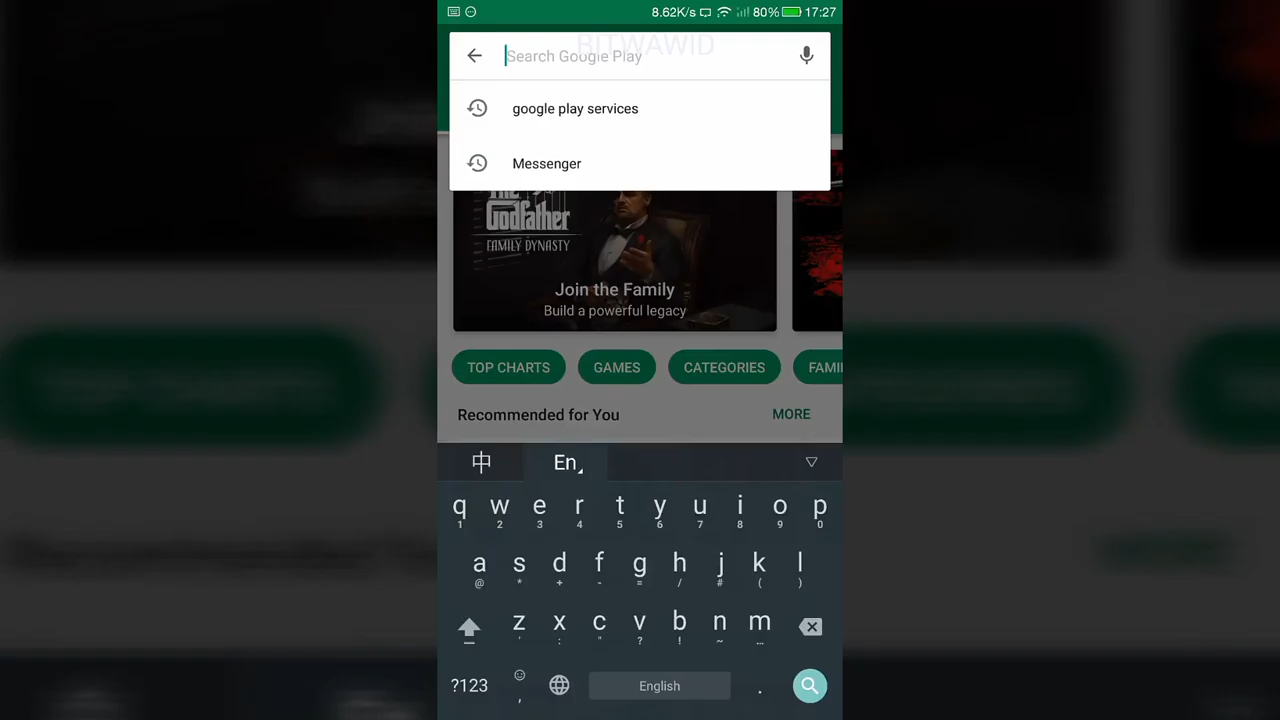 8.62K/s 80% 17:27
BITWAWID
Search Google Play
google play services
Messenger
The
Godfather
FAMILY DYNASTY
Join the Family
Build a powerful legacy
TOP CHARTS GAMES CATEGORIES FAMI
Recommended for You MORE
中 En
q w e r t y u i o p
1 2 3 4 5 6 7 8 9 0
a s d f g h j k l
@ * + - = / # ( )
z x c v b n m
' : " ? ! ~ ...
?123 , English .